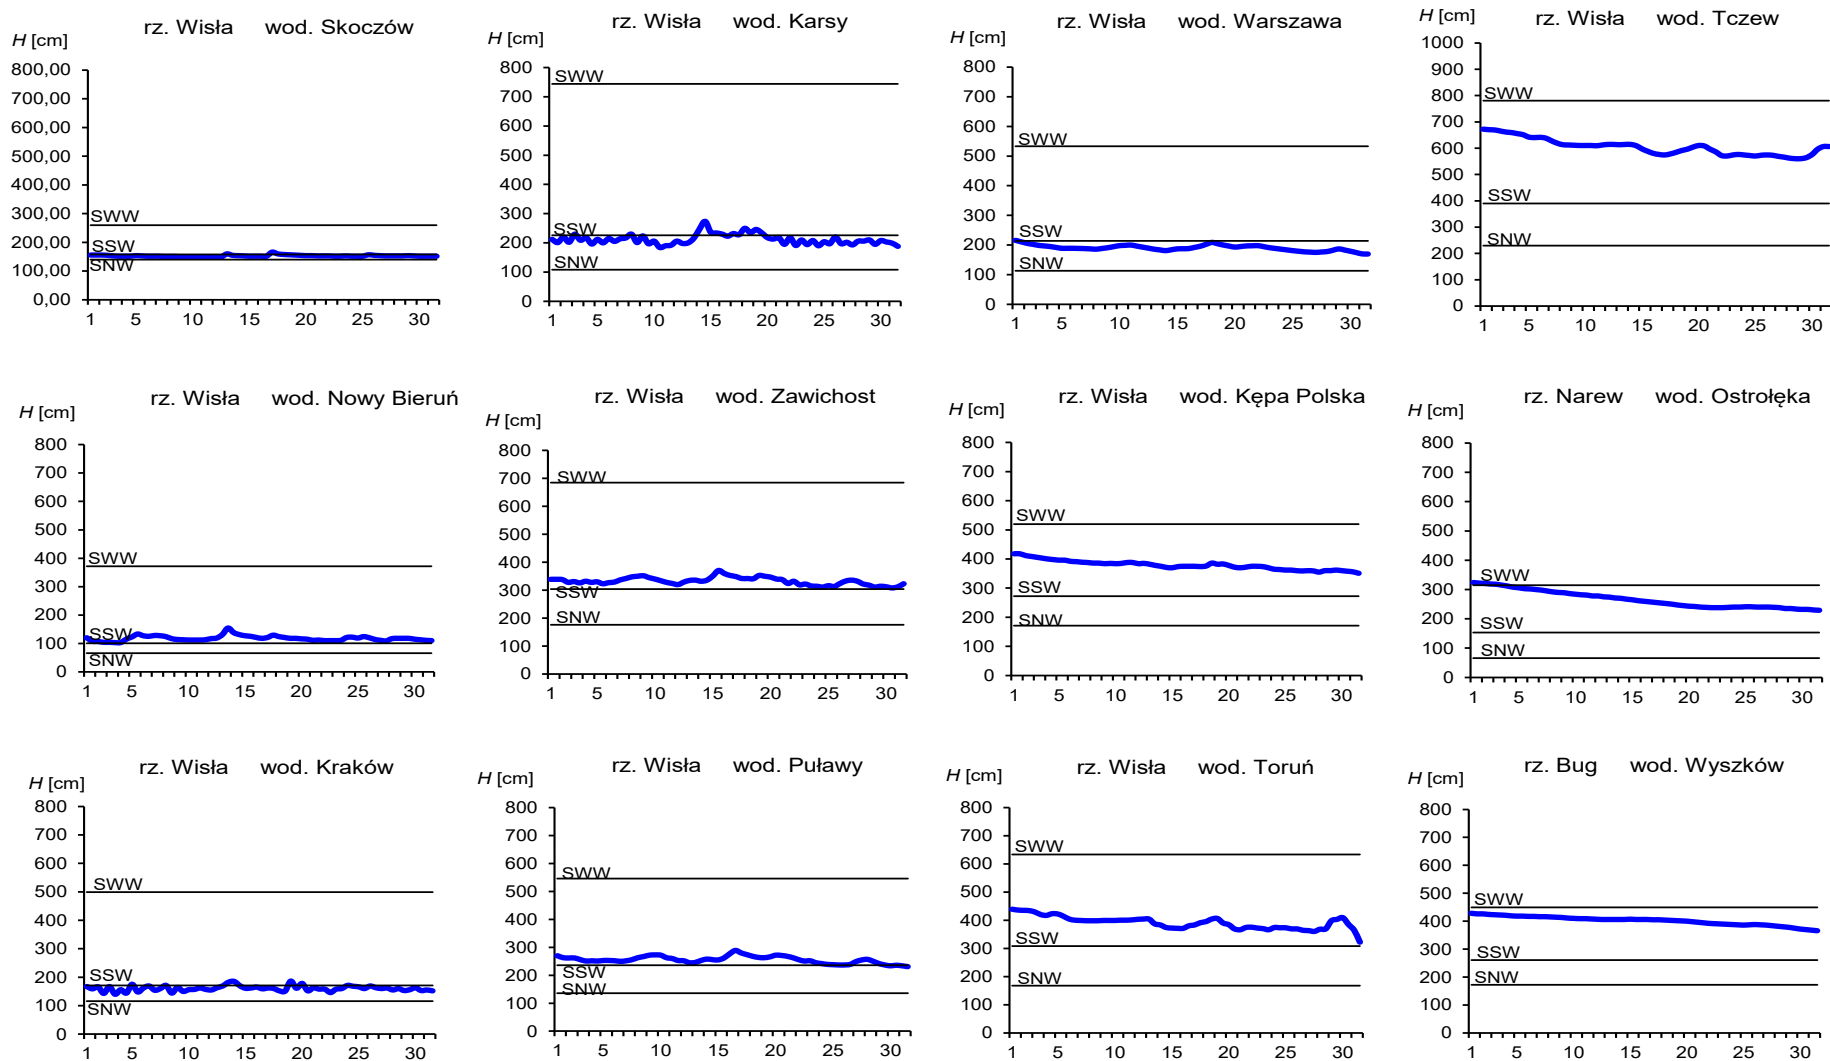 rz. Wisła wod. Skoczów
H [cm]
800,00
700,00
600,00
500,00
400,00
300,00
200,00
100,00
0,00
SWW
SSW
SNW
1 5 10 15 20 25 30
rz. Wisła wod. Karsy
H [cm]
800
700
600
500
400
300
200
100
0
SWW
SSW
SNW
1 5 10 15 20 25 30
rz. Wisła wod. Warszawa
H [cm]
800
700
600
500
400
300
200
100
0
SWW
SSW
SNW
1 5 10 15 20 25 30
rz. Wisła wod. Tczew
H [cm]
1000
900
800
700
600
500
400
300
200
100
0
SWW
SSW
SNW
1 5 10 15 20 25 30
rz. Wisła wod. Nowy Bieruń
H [cm]
800
700
600
500
400
300
200
100
0
SWW
SSW
SNW
1 5 10 15 20 25 30
rz. Wisła wod. Zawichost
H [cm]
800
700
600
500
400
300
200
100
0
SWW
SSW
SNW
1 5 10 15 20 25 30
rz. Wisła wod. Kępa Polska
H [cm]
800
700
600
500
400
300
200
100
0
SWW
SSW
SNW
1 5 10 15 20 25 30
rz. Narew wod. Ostrołęka
H [cm]
800
700
600
500
400
300
200
100
0
SWW
SSW
SNW
1 5 10 15 20 25 30
rz. Wisła wod. Kraków
H [cm]
800
700
600
500
400
300
200
100
0
SWW
SSW
SNW
1 5 10 15 20 25 30
rz. Wisła wod. Puławy
H [cm]
800
700
600
500
400
300
200
100
0
SWW
SSW
SNW
1 5 10 15 20 25 30
rz. Wisła wod. Toruń
H [cm]
800
700
600
500
400
300
200
100
0
SWW
SSW
SNW
1 5 10 15 20 25 30
rz. Bug wod. Wyszków
H [cm]
800
700
600
500
400
300
200
100
0
SWW
SSW
SNW
1 5 10 15 20 25 30